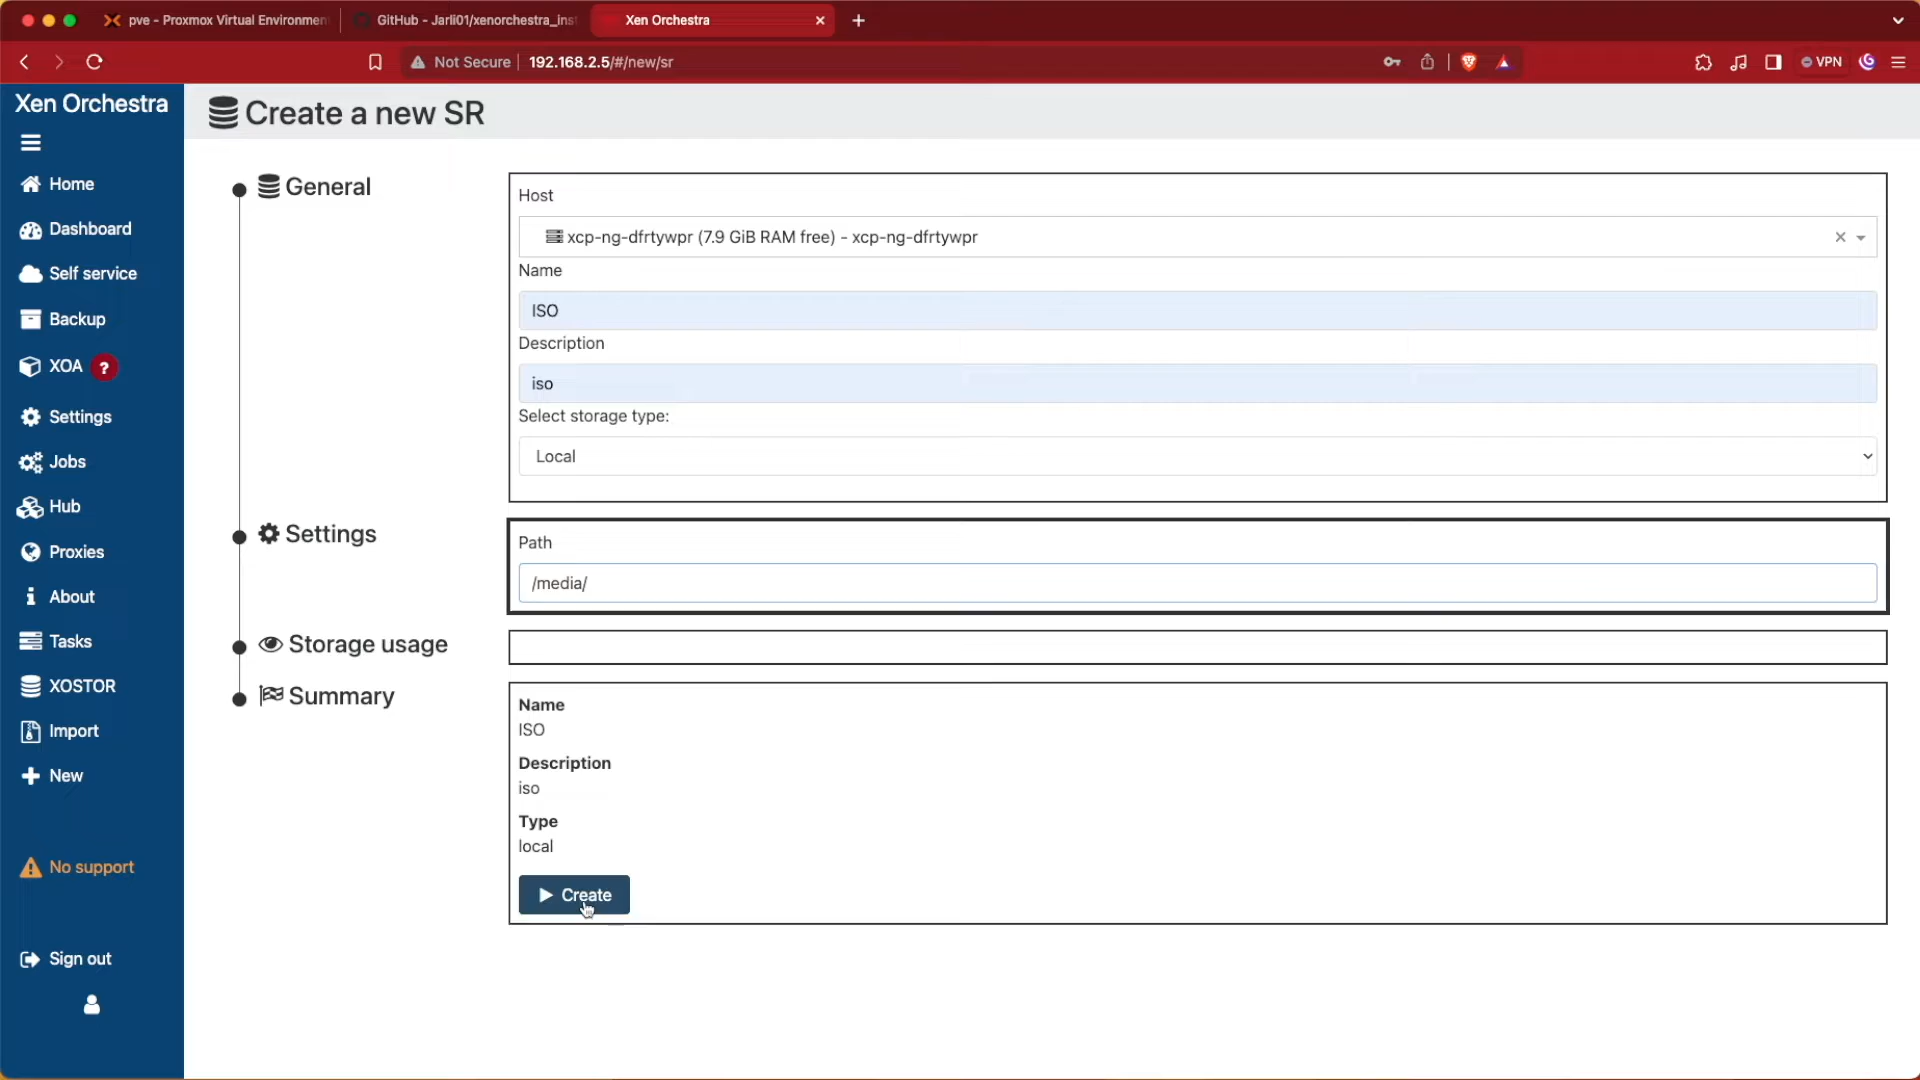 pve - Proxmox Virtual Environmen
GitHub - Jarli01/xenorchestra_inst
Xen Orchestra
Not Secure
192.168.2.5/#/new/sr
VPN
Xen Orchestra
Home
Dashboard
Self service
Backup
XOA ?
Settings
Jobs
Hub
Proxies
About
Tasks
XOSTOR
Import
New
No support
Sign out
Create a new SR
General
Host
xcp-ng-dfrtywpr (7.9 GiB RAM free) - xcp-ng-dfrtywpr
Name
ISO
Description
iso
Select storage type:
Local
Settings
Path
/media/
Storage usage
Summary
Name
ISO
Description
iso
Type
local
Create